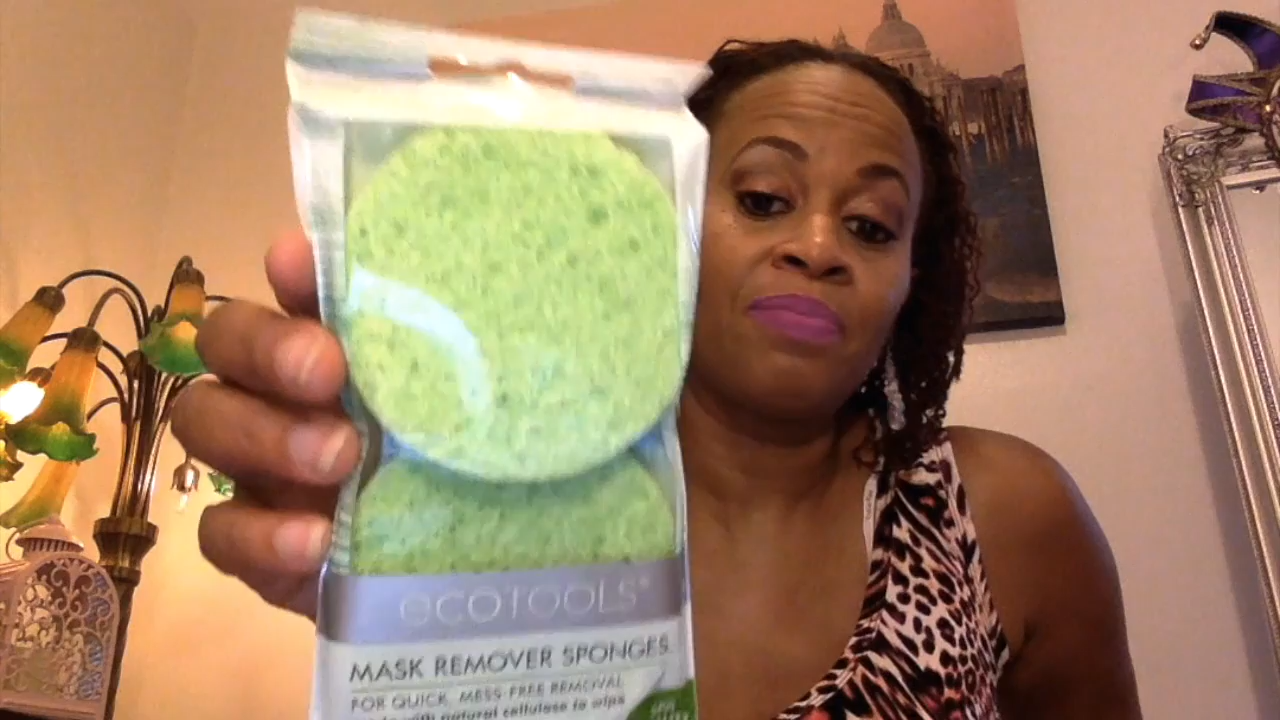 ecoTOOLS
MASK REMOVER SPONGES
FOR QUICK, MESS-FREE REMOVAL
with natural cellulose to wipe